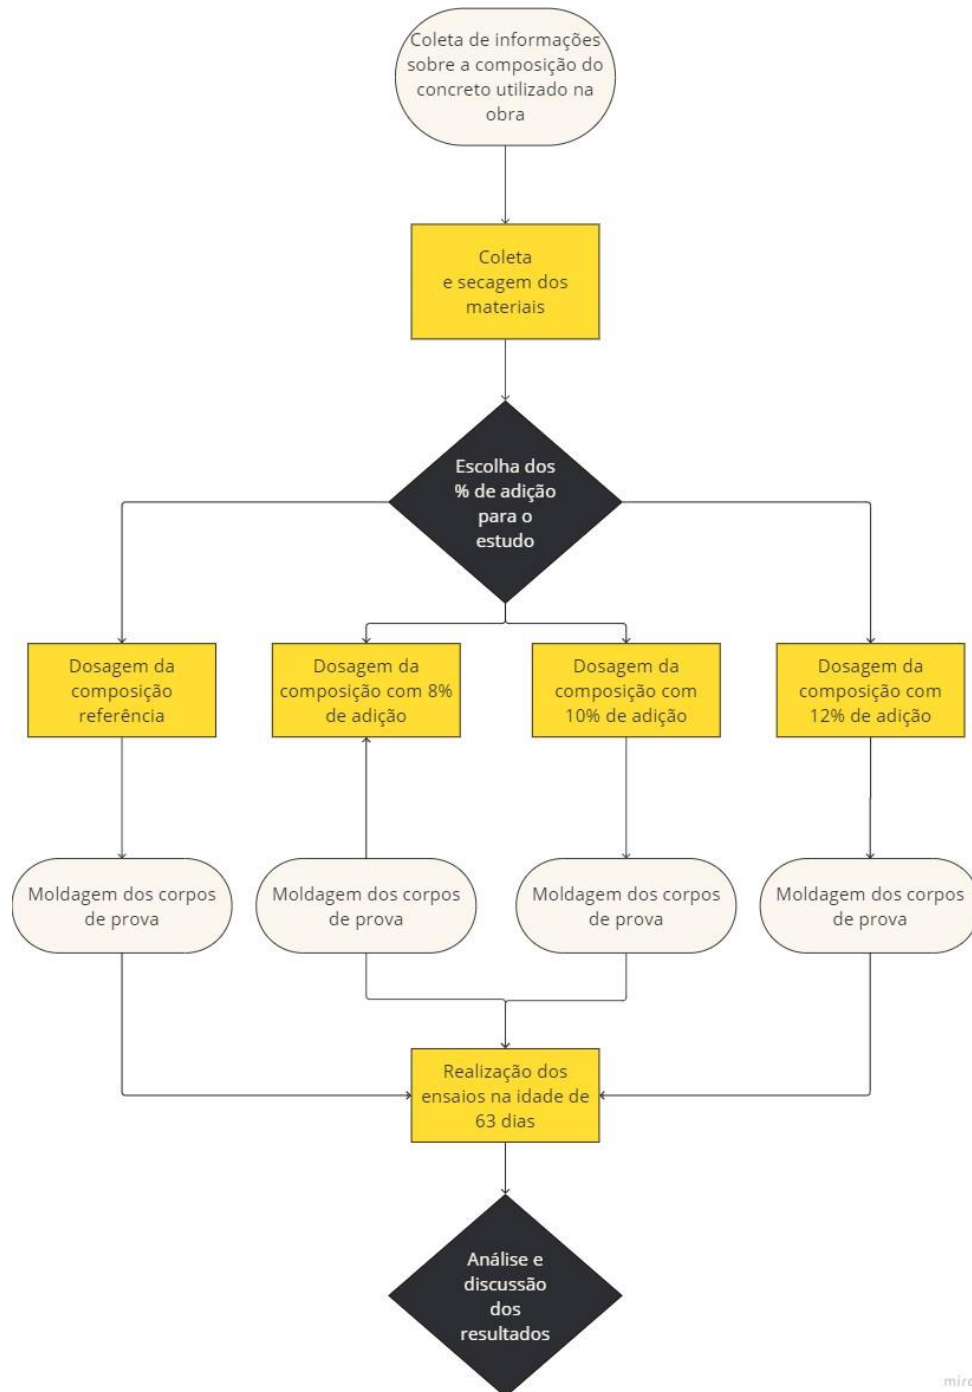 Coleta de informações
sobre a composição do
concreto utilizado na
obra
Coleta
e secagem dos
materiais
Escolha dos
% de adição
para o
estudo
Dosagem da
composição
referência
Dosagem da
composição com 8%
de adição
Dosagem da
composição com
10% de adição
Dosagem da
composição com
12% de adição
Moldagem dos corpos
de prova
Moldagem dos corpos
de prova
Moldagem dos corpos
de prova
Moldagem dos corpos
de prova
Realização dos
ensaios na idade de
63 dias
Análise e
discussão
dos
resultados